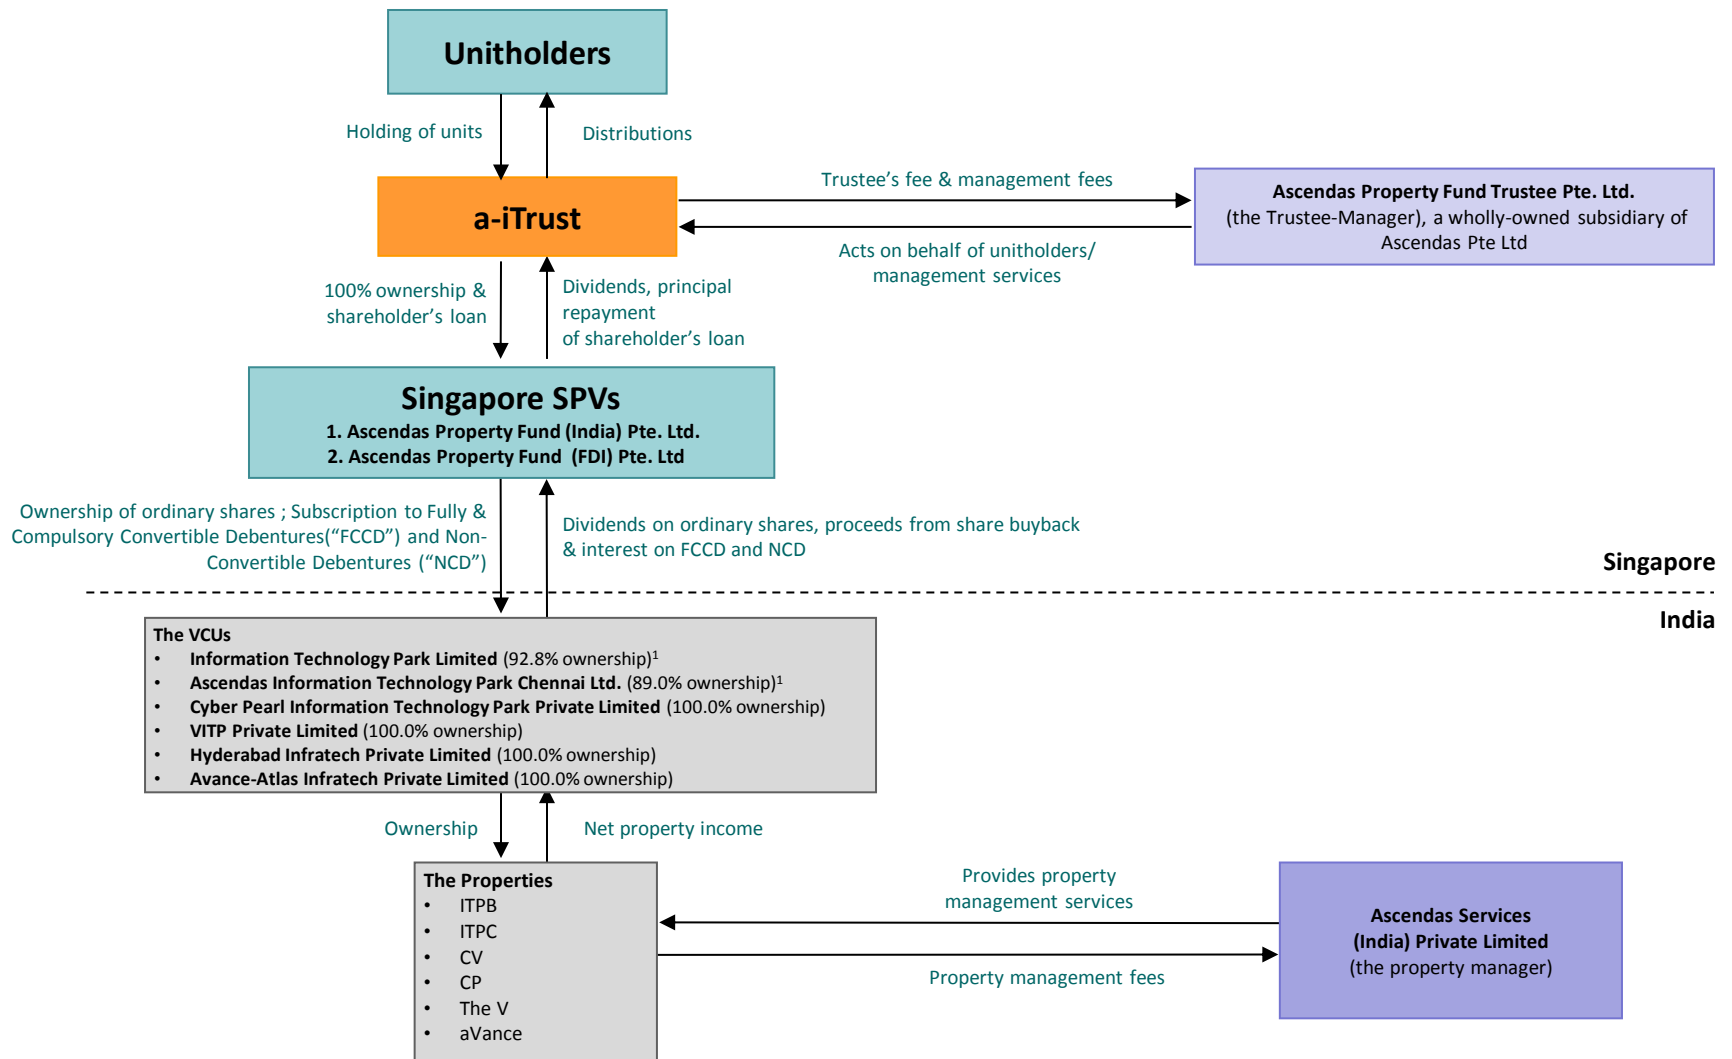 Unitholders
Holding of units
Distributions
a-iTrust
Trustee’s fee & management fees
Acts on behalf of unitholders/
management services
Ascendas Property Fund Trustee Pte. Ltd.
(the Trustee-Manager), a wholly-owned subsidiary of
Ascendas Pte Ltd
100% ownership &
shareholder’s loan
Dividends, principal
repayment
of shareholder’s loan
Singapore SPVs
1. Ascendas Property Fund (India) Pte. Ltd.
2. Ascendas Property Fund (FDI) Pte. Ltd
Ownership of ordinary shares ; Subscription to Fully &
Compulsory Convertible Debentures(“FCCD”) and Non-
Convertible Debentures (“NCD”)
Dividends on ordinary shares, proceeds from share buyback
& interest on FCCD and NCD
Singapore
India
The VCUs
• Information Technology Park Limited (92.8% ownership)¹
• Ascendas Information Technology Park Chennai Ltd. (89.0% ownership)¹
• Cyber Pearl Information Technology Park Private Limited (100.0% ownership)
• VITP Private Limited (100.0% ownership)
• Hyderabad Infratech Private Limited (100.0% ownership)
• Avance-Atlas Infratech Private Limited (100.0% ownership)
Ownership
Net property income
The Properties
• ITPB
• ITPC
• CV
• CP
• The V
• aVance
Provides property
management services
Property management fees
Ascendas Services
(India) Private Limited
(the property manager)